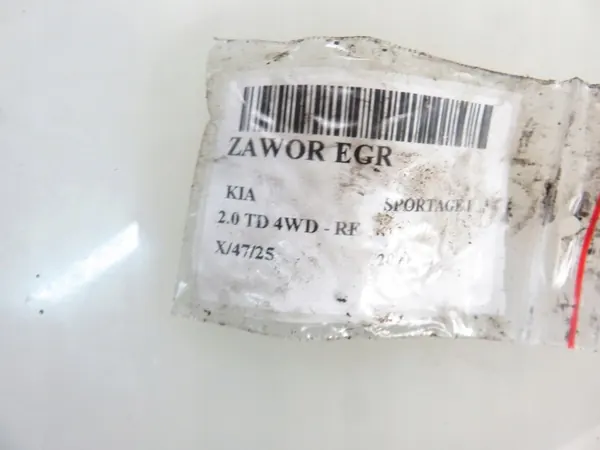 ZAWOR EGR
KIA SPORTAGE I
2.0 TD 4WD - RF
X/47/25